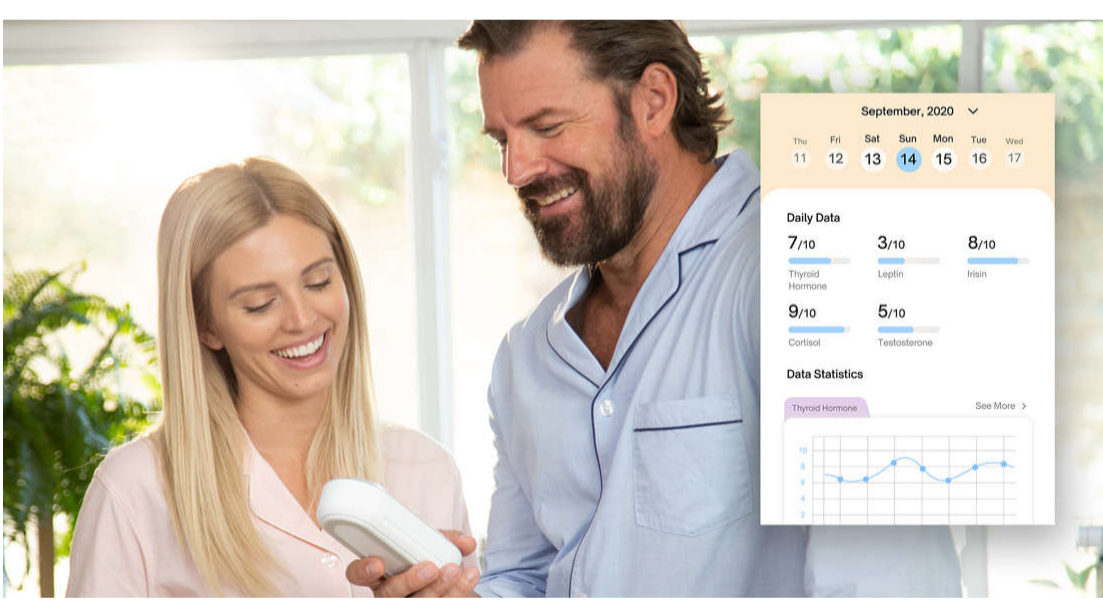 September, 2020
Thu Fri Sat Sun Mon Tue Wed
11 12 13 14 15 16 17
Daily Data
7/10 3/10 8/10
Thyroid Hormone Leptin Irisin
9/10 5/10
Cortisol Testosterone
Data Statistics
Thyroid Hormone See More >
10
8
6
4
2